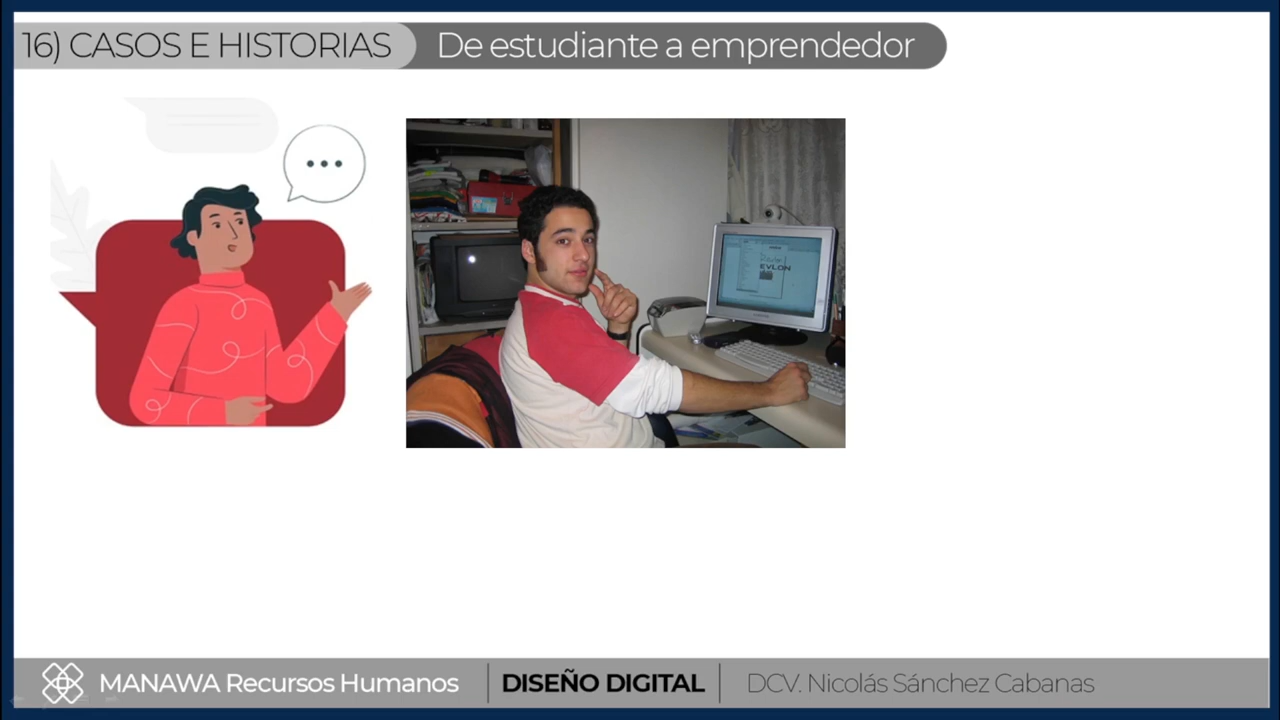 16) CASOS E HISTORIAS
De estudiante a emprendedor
MANAWA Recursos Humanos
DISEÑO DIGITAL
DCV. Nicolás Sánchez Cabanas